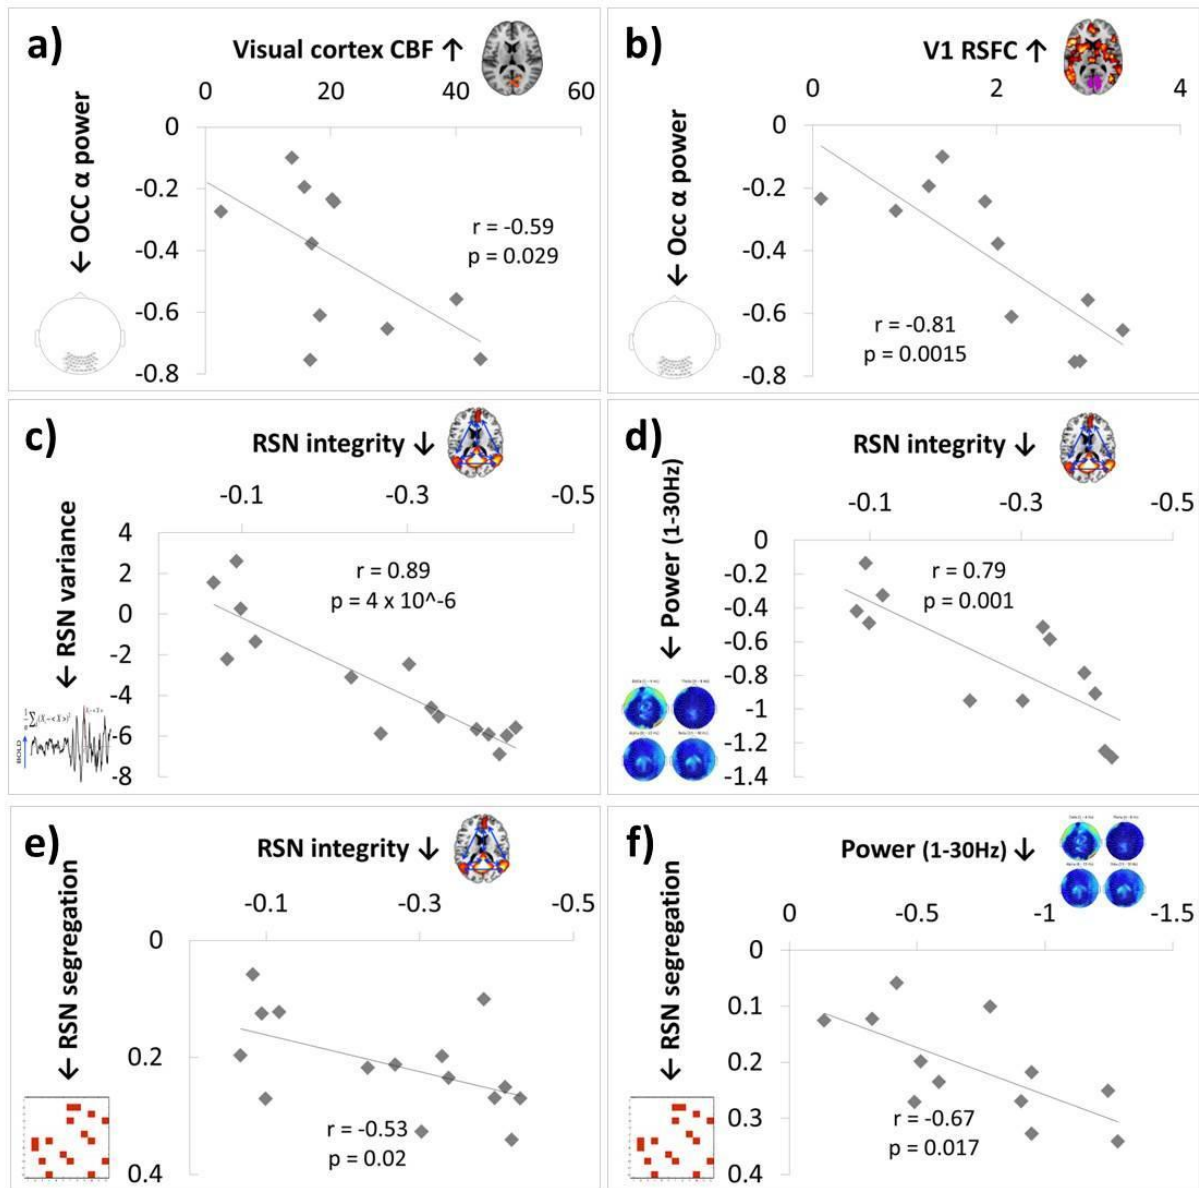 a)
Visual cortex CBF ↑
0 20 40 60
← OCC α power
0
-0.2
-0.4
-0.6
-0.8
r = -0.59
p = 0.029
b)
V1 RSFC ↑
0 2 4
← Occ α power
0
-0.2
-0.4
-0.6
-0.8
r = -0.81
p = 0.0015
c)
RSN integrity ↓
-0.1 -0.3 -0.5
← RSN variance
4
2
0
-2
-4
-6
-8
r = 0.89
p = 4 x 10^-6
BOLD
d)
RSN integrity ↓
-0.1 -0.3 -0.5
← Power (1-30Hz)
0
-0.2
-0.4
-0.6
-0.8
-1
-1.2
-1.4
r = 0.79
p = 0.001
e)
RSN integrity ↓
-0.1 -0.3 -0.5
← RSN segregation
0
0.2
0.4
r = -0.53
p = 0.02
f)
Power (1-30Hz) ↓
0 -0.5 -1 -1.5
← RSN segregation
0
0.1
0.2
0.3
0.4
r = -0.67
p = 0.017